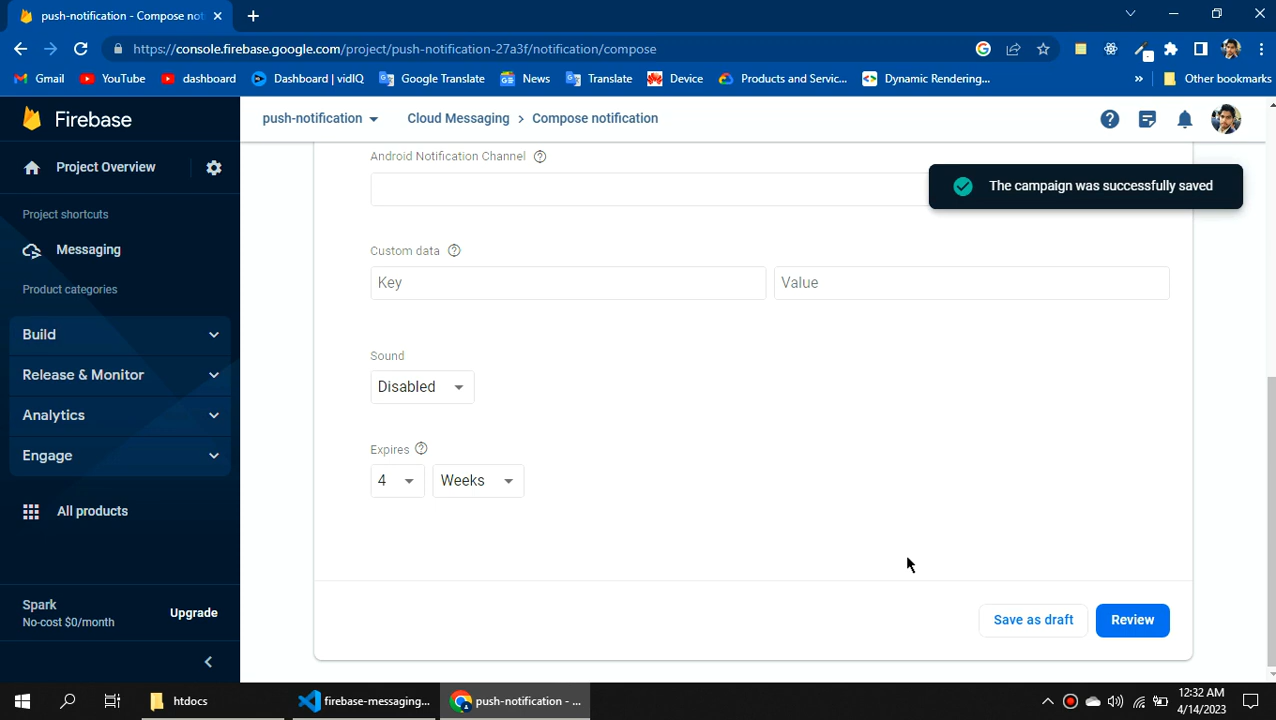 push-notification - Compose noti
https://console.firebase.google.com/project/push-notification-27a3f/notification/compose
Gmail
YouTube
dashboard
Dashboard | vidIQ
Google Translate
News
Translate
Device
Products and Servic...
Dynamic Rendering...
»
Other bookmarks
Firebase
push-notification
Cloud Messaging > Compose notification
Project Overview
Android Notification Channel
The campaign was successfully saved
Project shortcuts
Messaging
Custom data
Key
Value
Product categories
Build
Sound
Release & Monitor
Disabled
Analytics
Expires
Engage
4
Weeks
All products
Spark
No-cost $0/month
Upgrade
Save as draft
Review
htdocs
firebase-messaging...
push-notification - ...
12:32 AM
4/14/2023